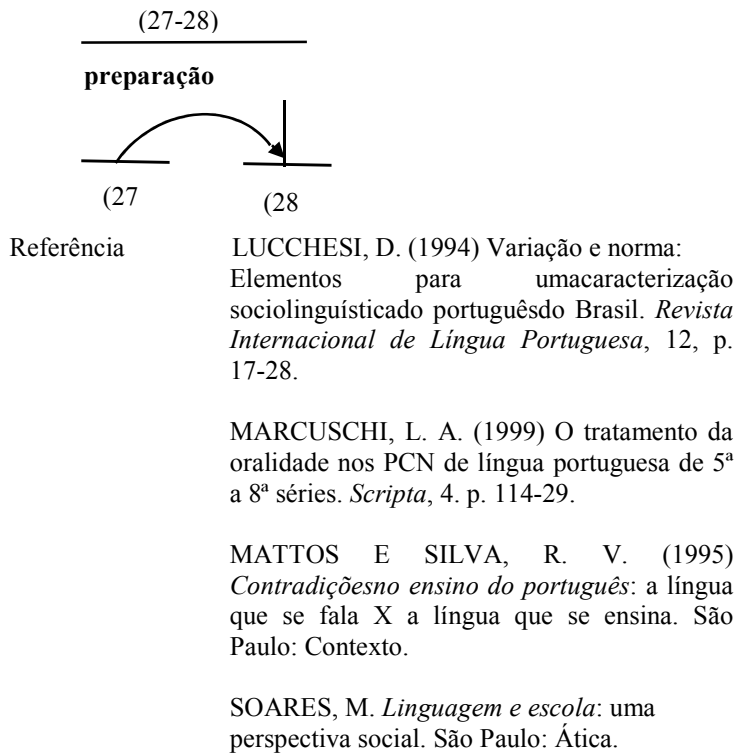 (27-28)
preparação
(27 (28
Referência LUCCHESI, D. (1994) Variação e norma:
Elementos para umacaracterização
sociolinguísticado portuguêsdo Brasil. Revista
Internacional de Língua Portuguesa, 12, p.
17-28.
MARCUSCHI, L. A. (1999) O tratamento da
oralidade nos PCN de língua portuguesa de 5ª
a 8ª séries. Scripta, 4. p. 114-29.
MATTOS E SILVA, R. V. (1995)
Contradiçõesno ensino do português: a língua
que se fala X a língua que se ensina. São
Paulo: Contexto.
SOARES, M. Linguagem e escola: uma
perspectiva social. São Paulo: Ática.